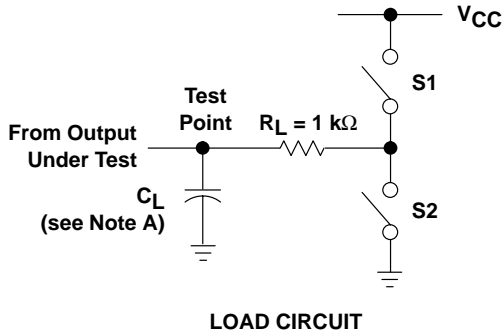 VCC
S1
Test
Point
RL = 1 kΩ
From Output
Under Test
CL
(see Note A)
S2
LOAD CIRCUIT